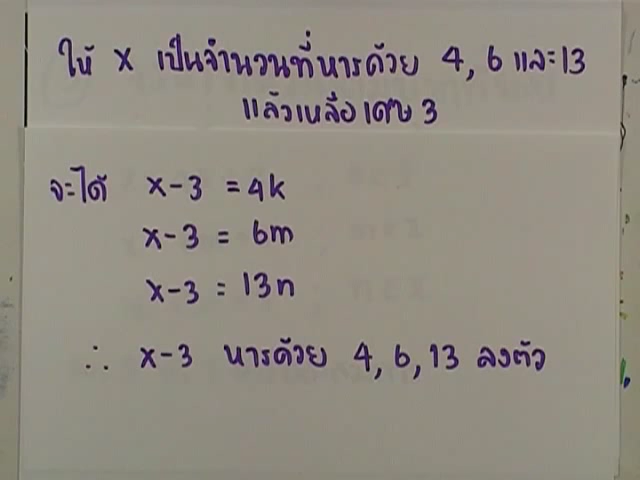 ให้ x เป็นจำนวนที่หารด้วย 4, 6 และ 13
แล้วเหลือเศษ 3
จะได้ x-3 = 4k
x-3 = 6m
x-3 = 13n
∴ x-3 หารด้วย 4, 6, 13 ลงตัว